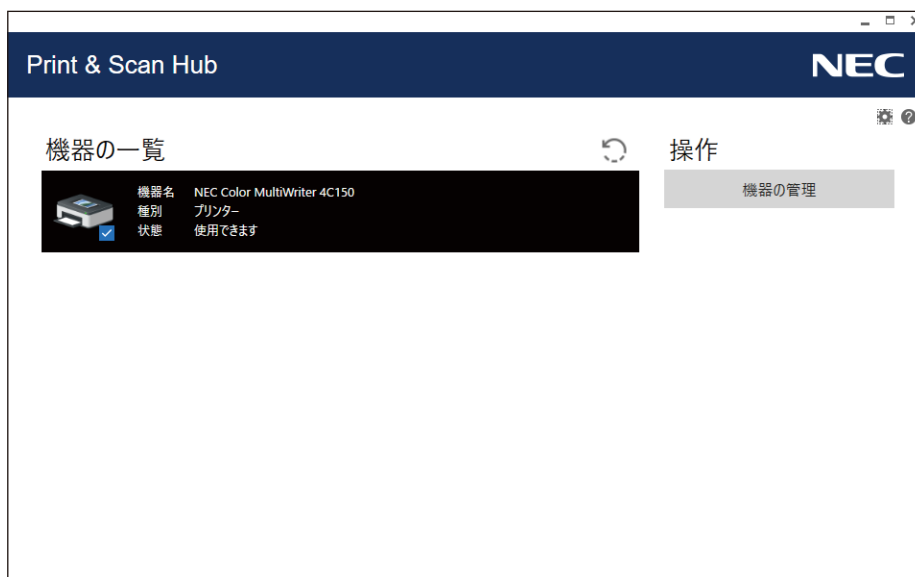 Print & Scan Hub
NEC
機器の一覧
操作
機器名 NEC Color MultiWriter 4C150
種別 プリンター
状態 使用できます
機器の管理